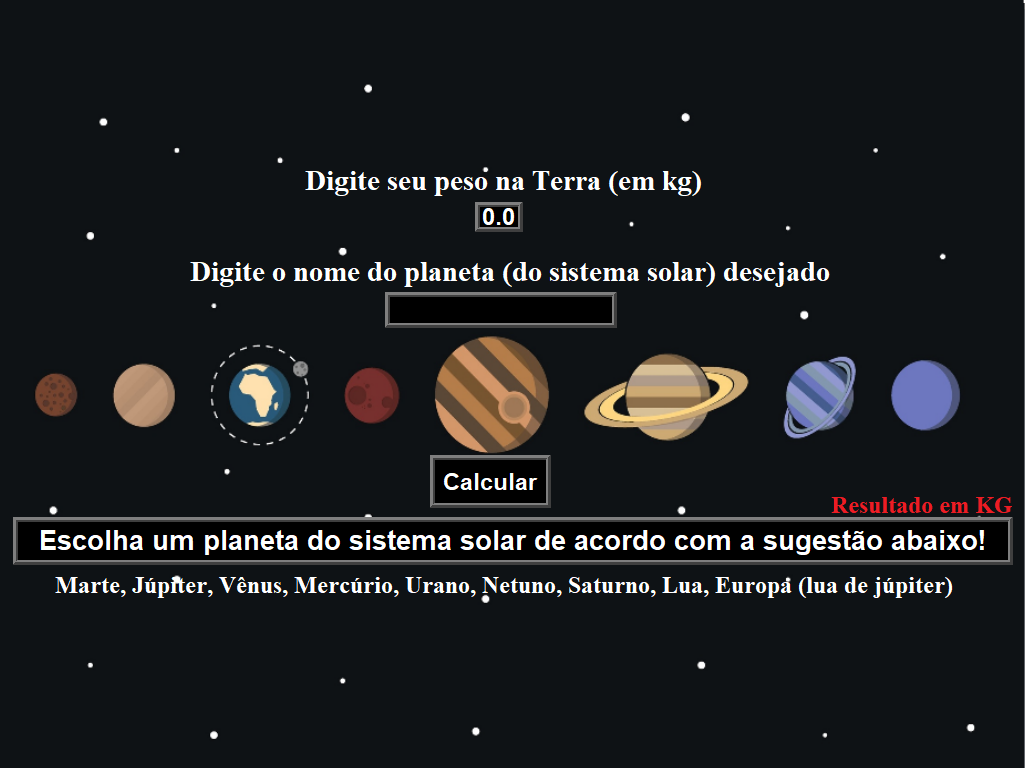 Digite seu peso na Terra (em kg)
0.0
Digite o nome do planeta (do sistema solar) desejado
Calcular
Resultado em KG
Escolha um planeta do sistema solar de acordo com a sugestão abaixo!
Marte, Júpiter, Vênus, Mercúrio, Urano, Netuno, Saturno, Lua, Europa (lua de júpiter)